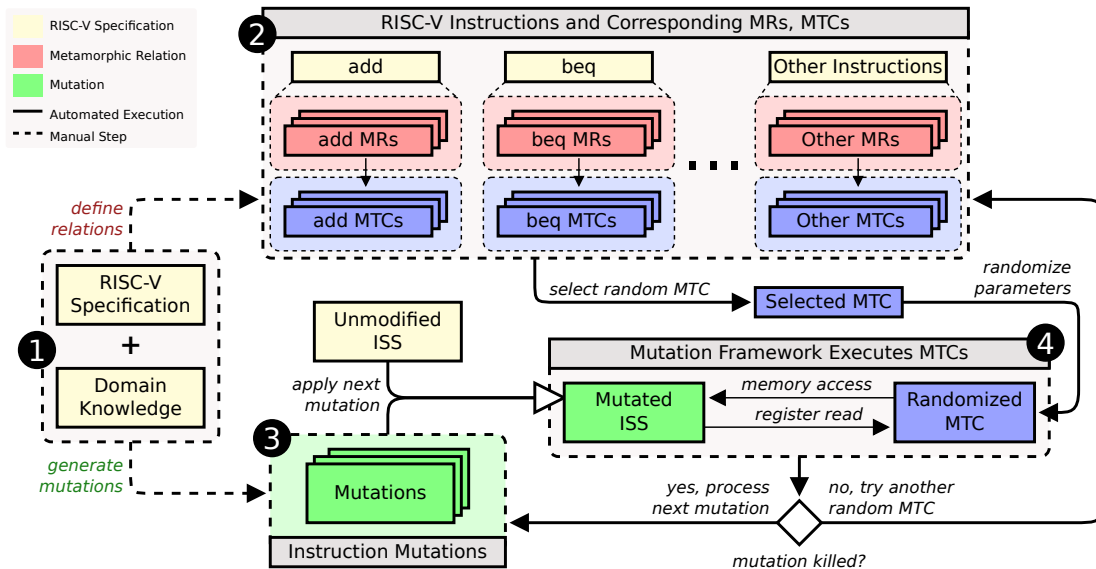 RISC-V Specification
Metamorphic Relation
Mutation
Automated Execution
Manual Step
2
RISC-V Instructions and Corresponding MRs, MTCs
add
beq
Other Instructions
add MRs
beq MRs
Other MRs
...
add MTCs
beq MTCs
Other MTCs
define
relations
RISC-V
Specification
1
+
Domain
Knowledge
generate
mutations
select random MTC
Selected MTC
randomize
parameters
Unmodified
ISS
apply next
mutation
4
Mutation Framework Executes MTCs
Mutated
ISS
memory access
register read
Randomized
MTC
3
Mutations
Instruction Mutations
yes, process
next mutation
no, try another
random MTC
mutation killed?